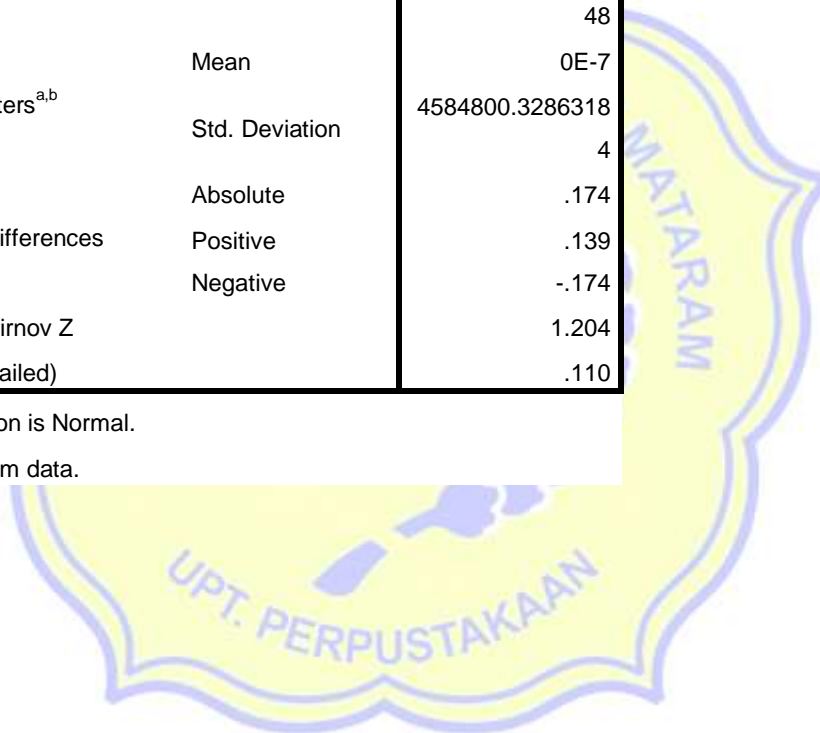 48
Mean 0E-7
ters^a,b
Std. Deviation 4584800.3286318
4
Absolute .174
ifferences Positive .139
Negative -.174
irnov Z 1.204
ailed) .110
on is Normal.
m data.
MATARAM
UPT. PERPUSTAKAAN